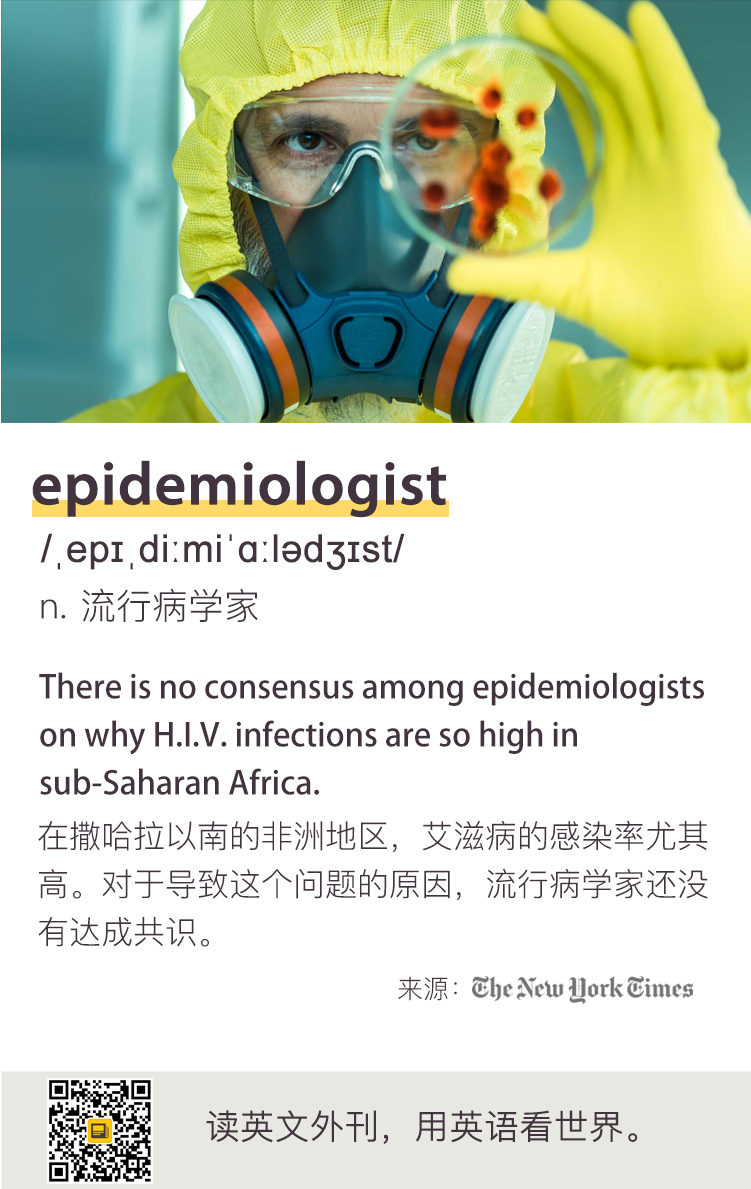 epidemiologist
/ˌepɪˌdiːmiˈɑːlədʒɪst/
n. 流行病学家
There is no consensus among epidemiologists
on why H.I.V. infections are so high in
sub-Saharan Africa.
在撒哈拉以南的非洲地区，艾滋病的感染率尤其
高。对于导致这个问题的原因，流行病学家还没
有达成共识。
来源：The New York Times
读英文外刊，用英语看世界。